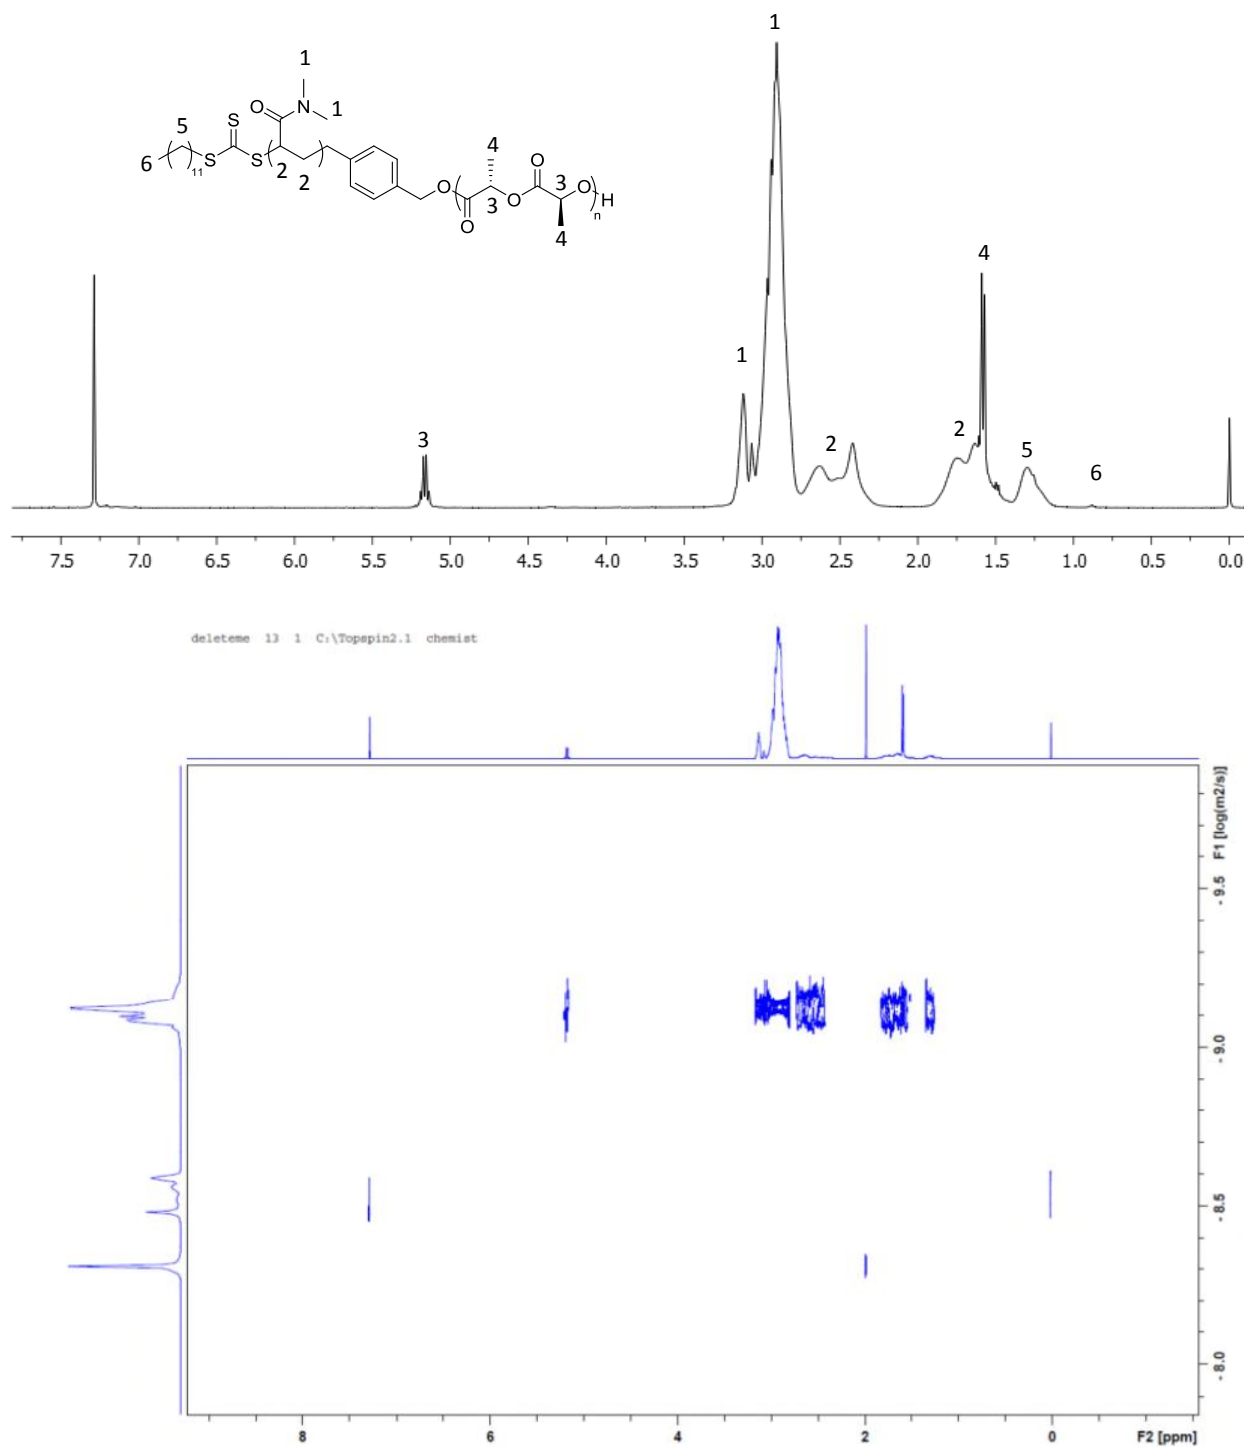 1
1
1
O
N
1
S
5
4
O
6
11
S
S
2
2
O
O
3
O
3
O
H
n
O
4
4
1
3
2
2
5
6
7.5 7.0 6.5 6.0 5.5 5.0 4.5 4.0 3.5 3.0 2.5 2.0 1.5 1.0 0.5 0.0
deleteme 13 1 C:\Topspin2.1 chemist
F1 [log(m2/s)]
- 9.5
- 9.0
- 8.5
- 8.0
8 6 4 2 0 F2 [ppm]